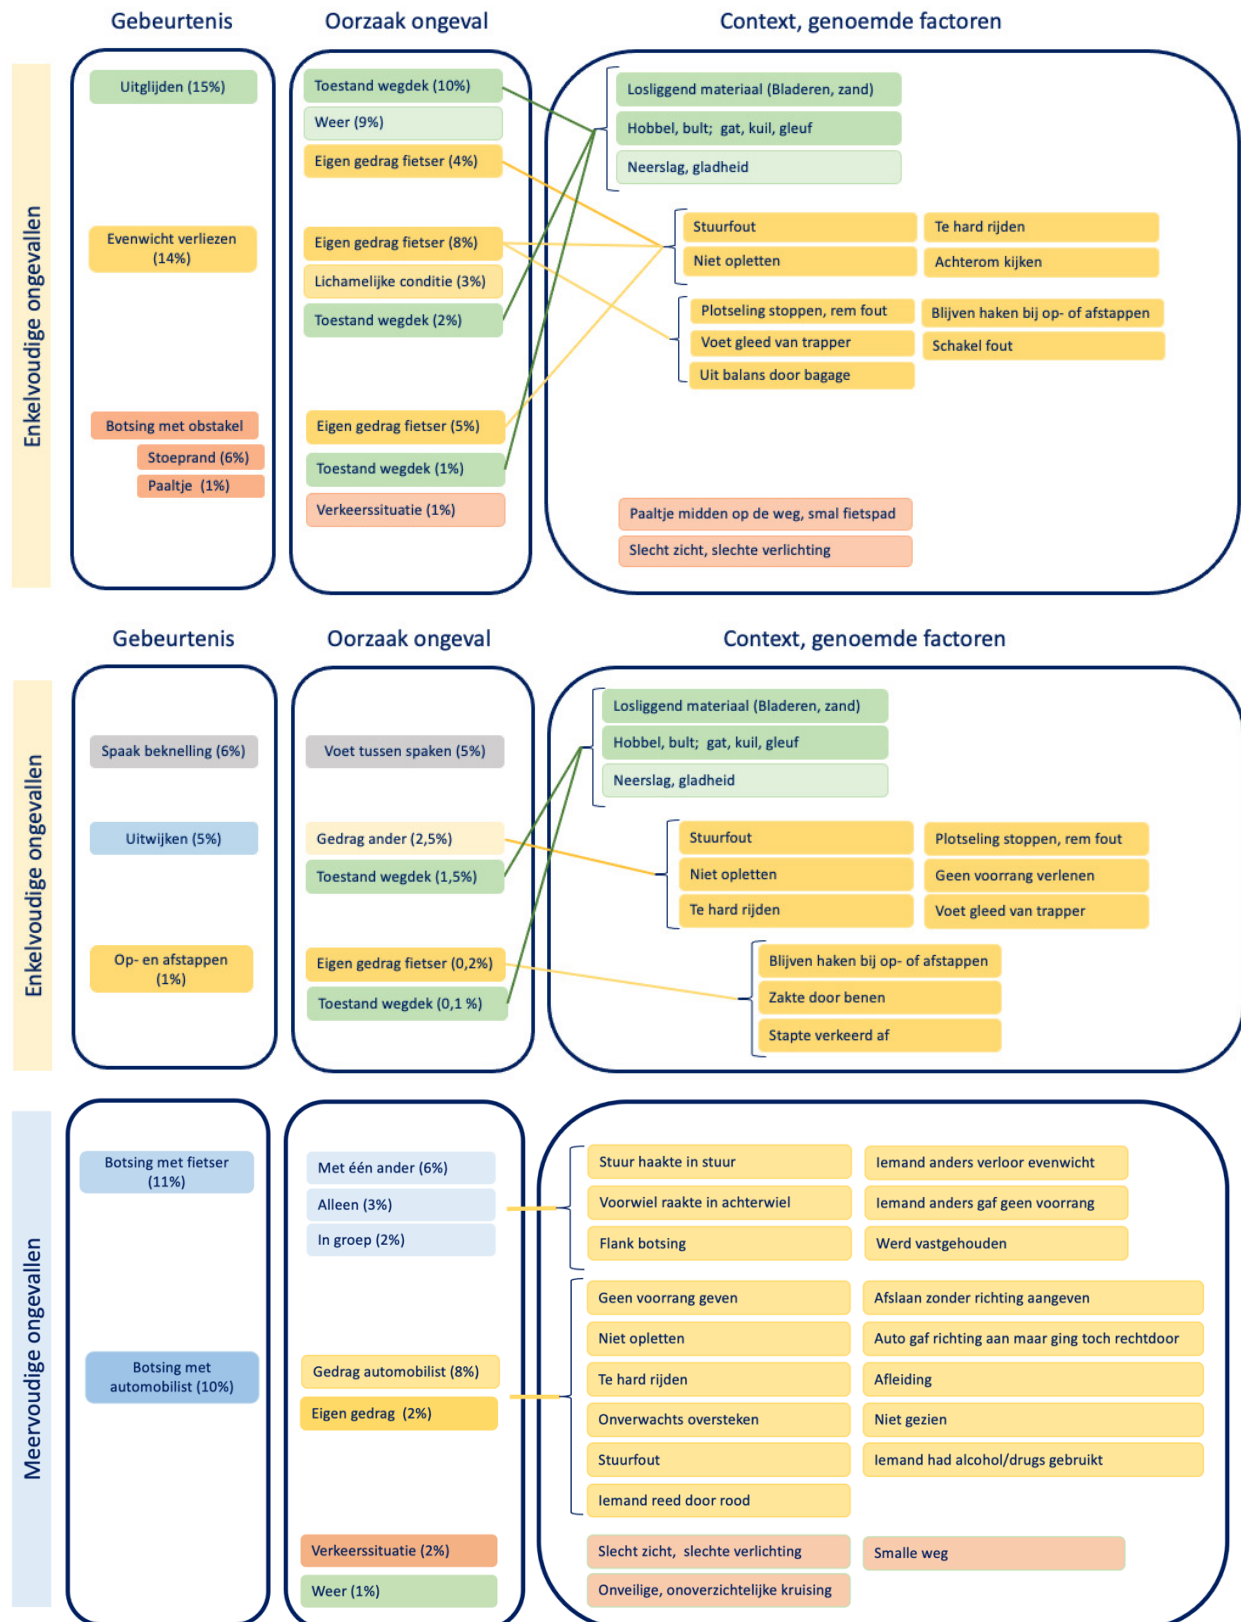 Gebeurtenis
Oorzaak ongeval
Context, genoemde factoren
Enkelvoudige ongevallen
Uitglijden (15%)
Evenwicht verliezen
(14%)
Botsing met obstakel
Stoeprand (6%)
Paaltje (1%)
Toestand wegdek (10%)
Weer (9%)
Eigen gedrag fietser (4%)
Eigen gedrag fietser (8%)
Lichamelijke conditie (3%)
Toestand wegdek (2%)
Eigen gedrag fietser (5%)
Toestand wegdek (1%)
Verkeerssituatie (1%)
Losliggend materiaal (Bladeren, zand)
Hobbel, bult; gat, kuil, gleuf
Neerslag, gladheid
Stuurfout
Te hard rijden
Niet opletten
Achterom kijken
Plotseling stoppen, rem fout
Blijven haken bij op- of afstappen
Voet gleed van trapper
Schakel fout
Uit balans door bagage
Paaltje midden op de weg, smal fietspad
Slecht zicht, slechte verlichting
Gebeurtenis
Oorzaak ongeval
Context, genoemde factoren
Enkelvoudige ongevallen
Spaak beknelling (6%)
Uitwijken (5%)
Op- en afstappen
(1%)
Voet tussen spaken (5%)
Gedrag ander (2,5%)
Toestand wegdek (1,5%)
Eigen gedrag fietser (0,2%)
Toestand wegdek (0,1 %)
Losliggend materiaal (Bladeren, zand)
Hobbel, bult; gat, kuil, gleuf
Neerslag, gladheid
Stuurfout
Plotseling stoppen, rem fout
Niet opletten
Geen voorrang verlenen
Te hard rijden
Voet gleed van trapper
Blijven haken bij op- of afstappen
Zakte door benen
Stapte verkeerd af
Meervoudige ongevallen
Botsing met fietser
(11%)
Botsing met
automobilist (10%)
Met één ander (6%)
Alleen (3%)
In groep (2%)
Gedrag automobilist (8%)
Eigen gedrag (2%)
Verkeerssituatie (2%)
Weer (1%)
Stuur haakte in stuur
Iemand anders verloor evenwicht
Voorwiel raakte in achterwiel
Iemand anders gaf geen voorrang
Flank botsing
Werd vastgehouden
Geen voorrang geven
Afslaan zonder richting aangeven
Niet opletten
Auto gaf richting aan maar ging toch rechtdoor
Te hard rijden
Afleiding
Onverwachts oversteken
Niet gezien
Stuurfout
Iemand had alcohol/drugs gebruikt
Iemand reed door rood
Slecht zicht, slechte verlichting
Smalle weg
Onveilige, onoverzichtelijke kruising